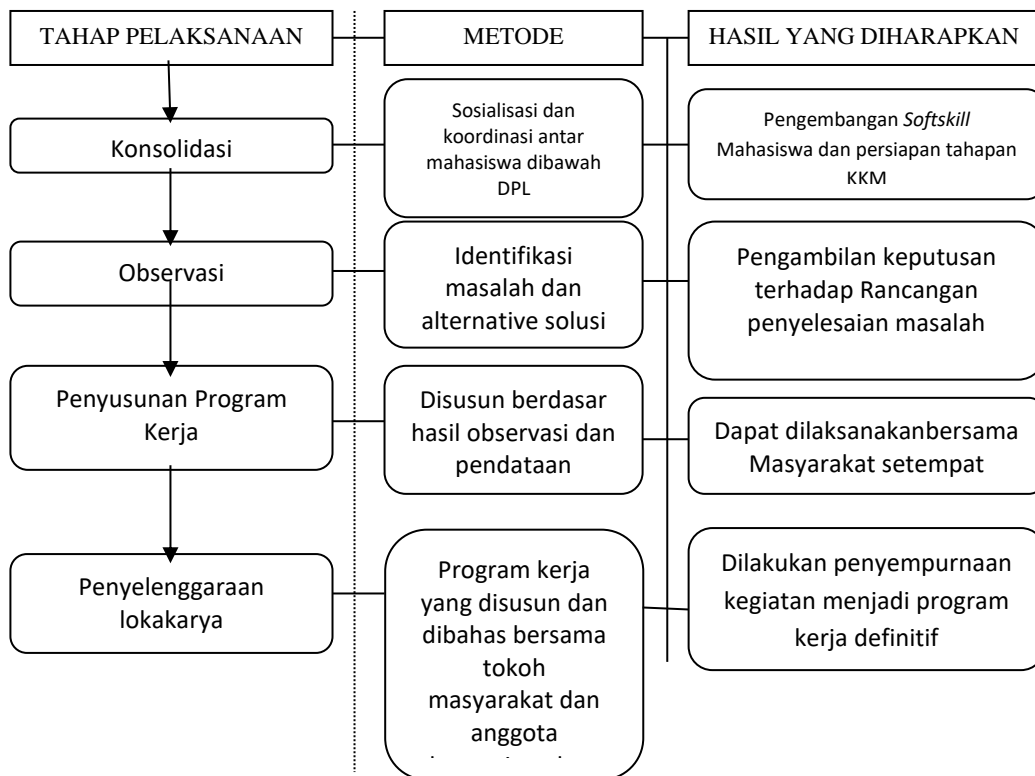 TAHAP PELAKSANAAN
METODE
HASIL YANG DIHARAPKAN
Konsolidasi
Sosialisasi dan
koordinasi antar
mahasiswa dibawah
DPL
Pengembangan Softskill
Mahasiswa dan persiapan tahapan
KKM
Observasi
Identifikasi
masalah dan
alternative solusi
Pengambilan keputusan
terhadap Rancangan
penyelesaian masalah
Penyusunan Program
Kerja
Disusun berdasar
hasil observasi dan
pendataan
Dapat dilaksanakanbersama
Masyarakat setempat
Penyelenggaraan
lokakarya
Program kerja
yang disusun dan
dibahas bersama
tokoh
masyarakat dan
anggota
Dilakukan penyempurnaan
kegiatan menjadi program
kerja definitif